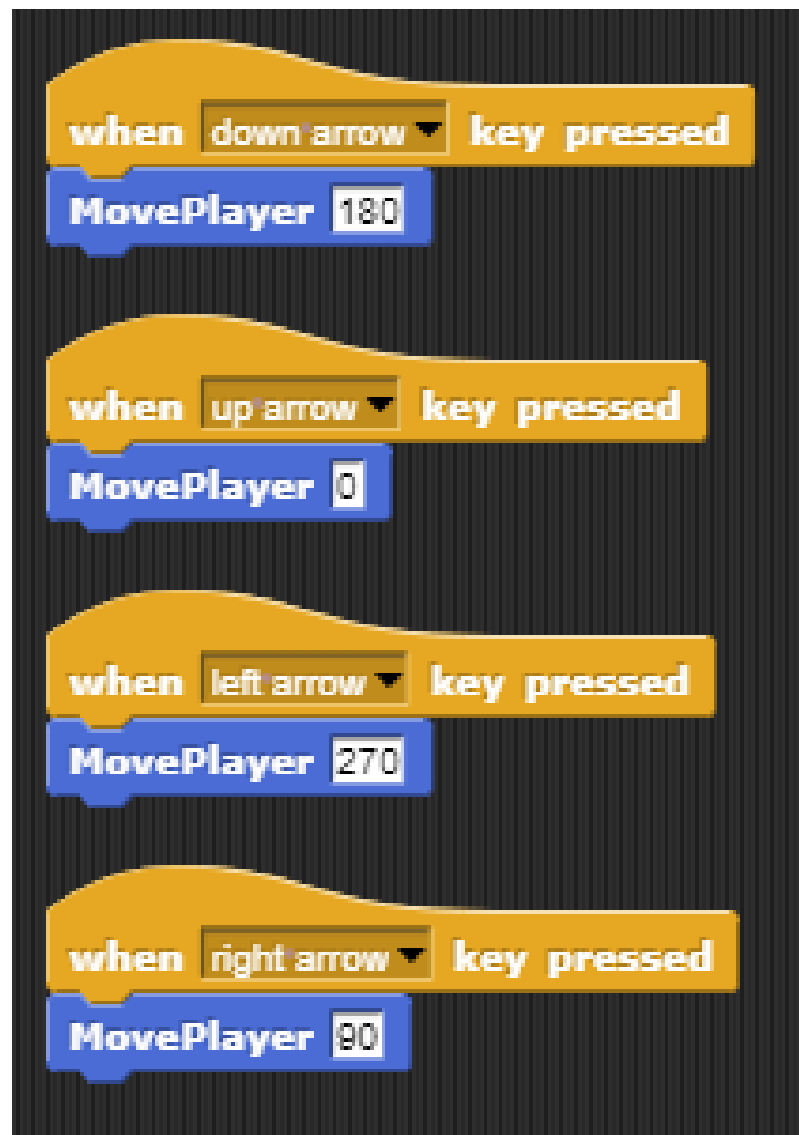 when down arrow key pressed
MovePlayer 180
when up arrow key pressed
MovePlayer 0
when left arrow key pressed
MovePlayer 270
when right arrow key pressed
MovePlayer 90